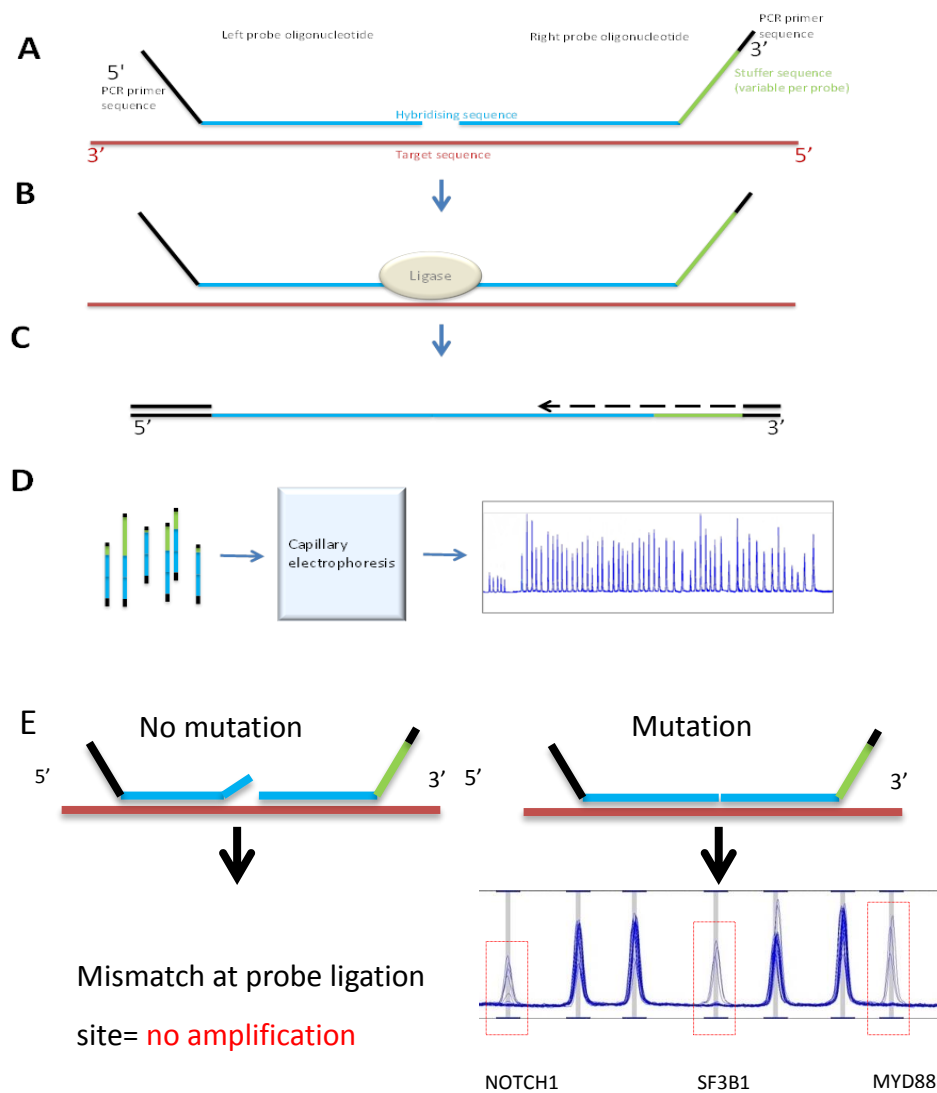 A
Left probe oligonucleotide
Right probe oligonucleotide
PCR primer
sequence
3’
5'
PCR primer
sequence
Stuffer sequence
(variable per probe)
Hybridising sequence
3’
Target sequence
5’
B
Ligase
C
5’
3’
D
Capillary
electrophoresis
E
No mutation
Mutation
5’
3’
5’
3’
Mismatch at probe ligation
site= no amplification
NOTCH1
SF3B1
MYD88